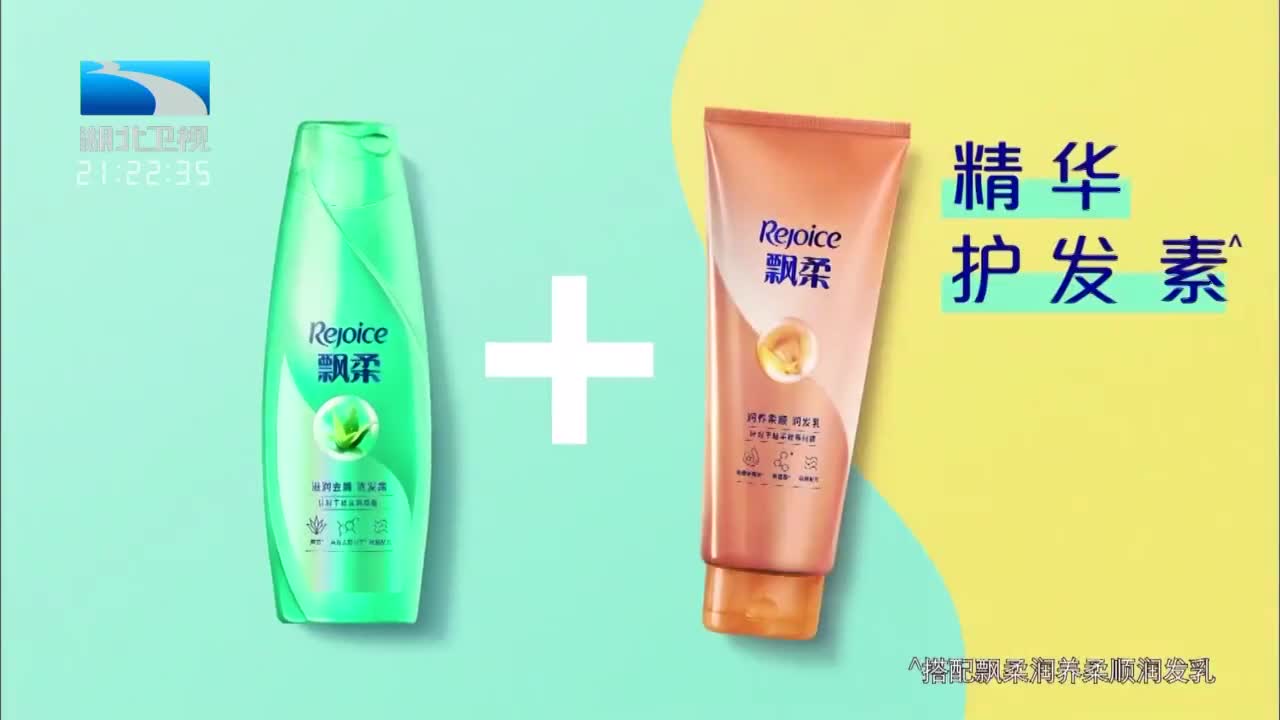 湖北卫视
21:22:35
精华
护发素^
Rejoice
飘柔
润养柔顺 润发乳
Rejoice
飘柔
滋润去屑 洗发露
^搭配飘柔润养柔顺润发乳